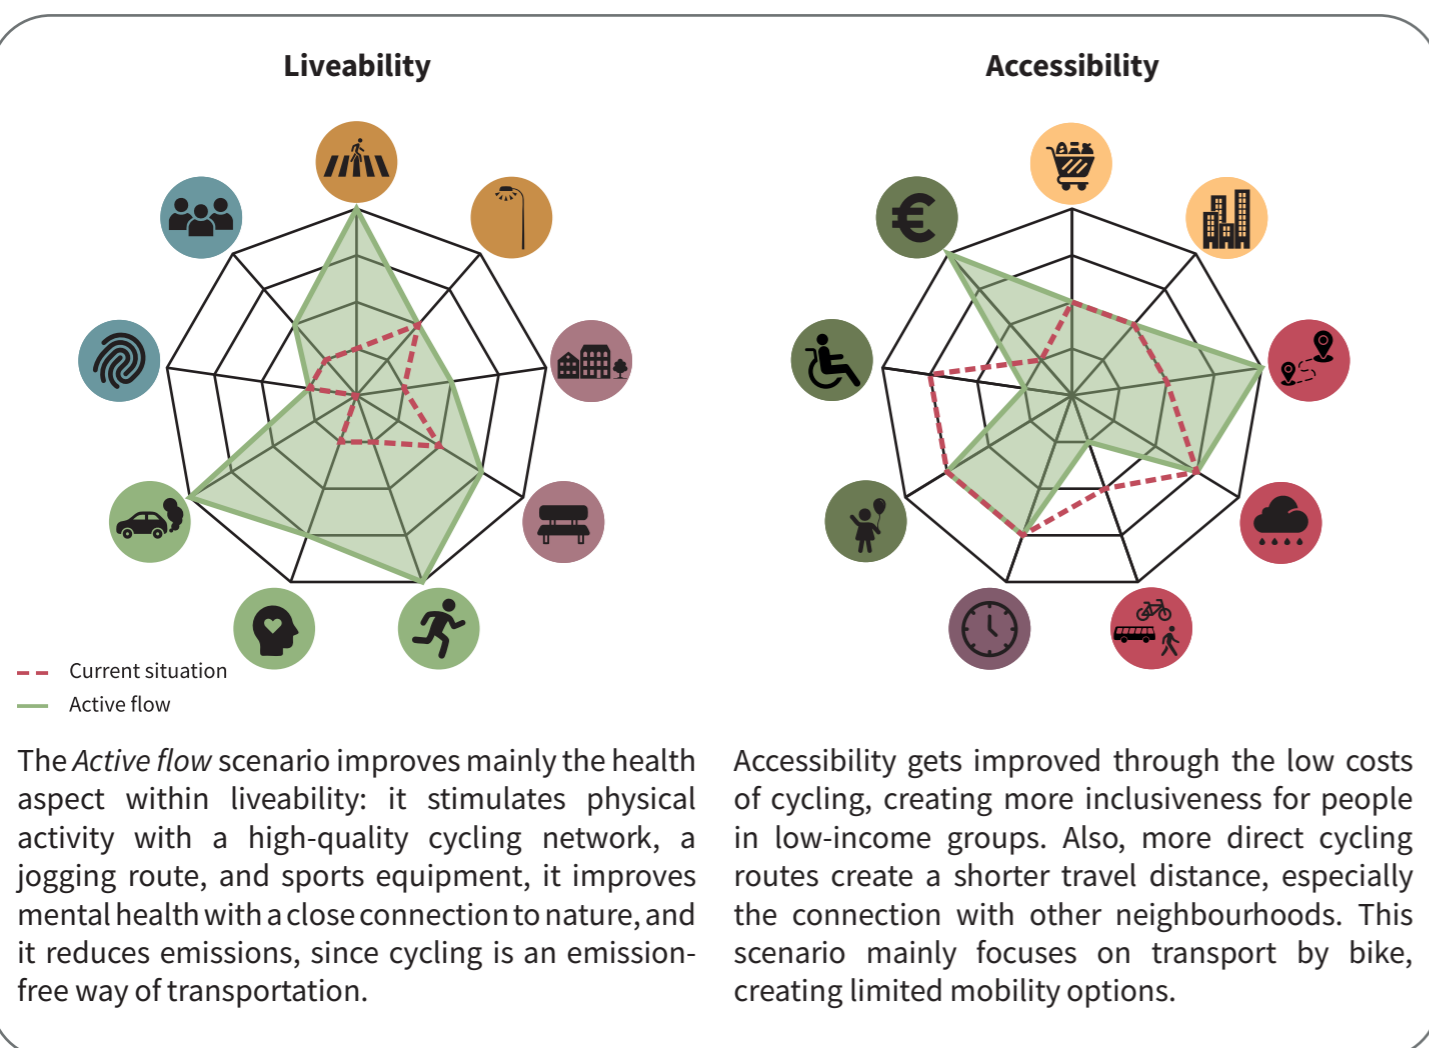 Liveability
Accessibility
Current situation
Active flow
The Active flow scenario improves mainly the health
aspect within liveability: it stimulates physical
activity with a high-quality cycling network, a
jogging route, and sports equipment, it improves
mental health with a close connection to nature, and
it reduces emissions, since cycling is an emission-
free way of transportation.
Accessibility gets improved through the low costs
of cycling, creating more inclusiveness for people
in low-income groups. Also, more direct cycling
routes create a shorter travel distance, especially
the connection with other neighbourhoods. This
scenario mainly focuses on transport by bike,
creating limited mobility options.